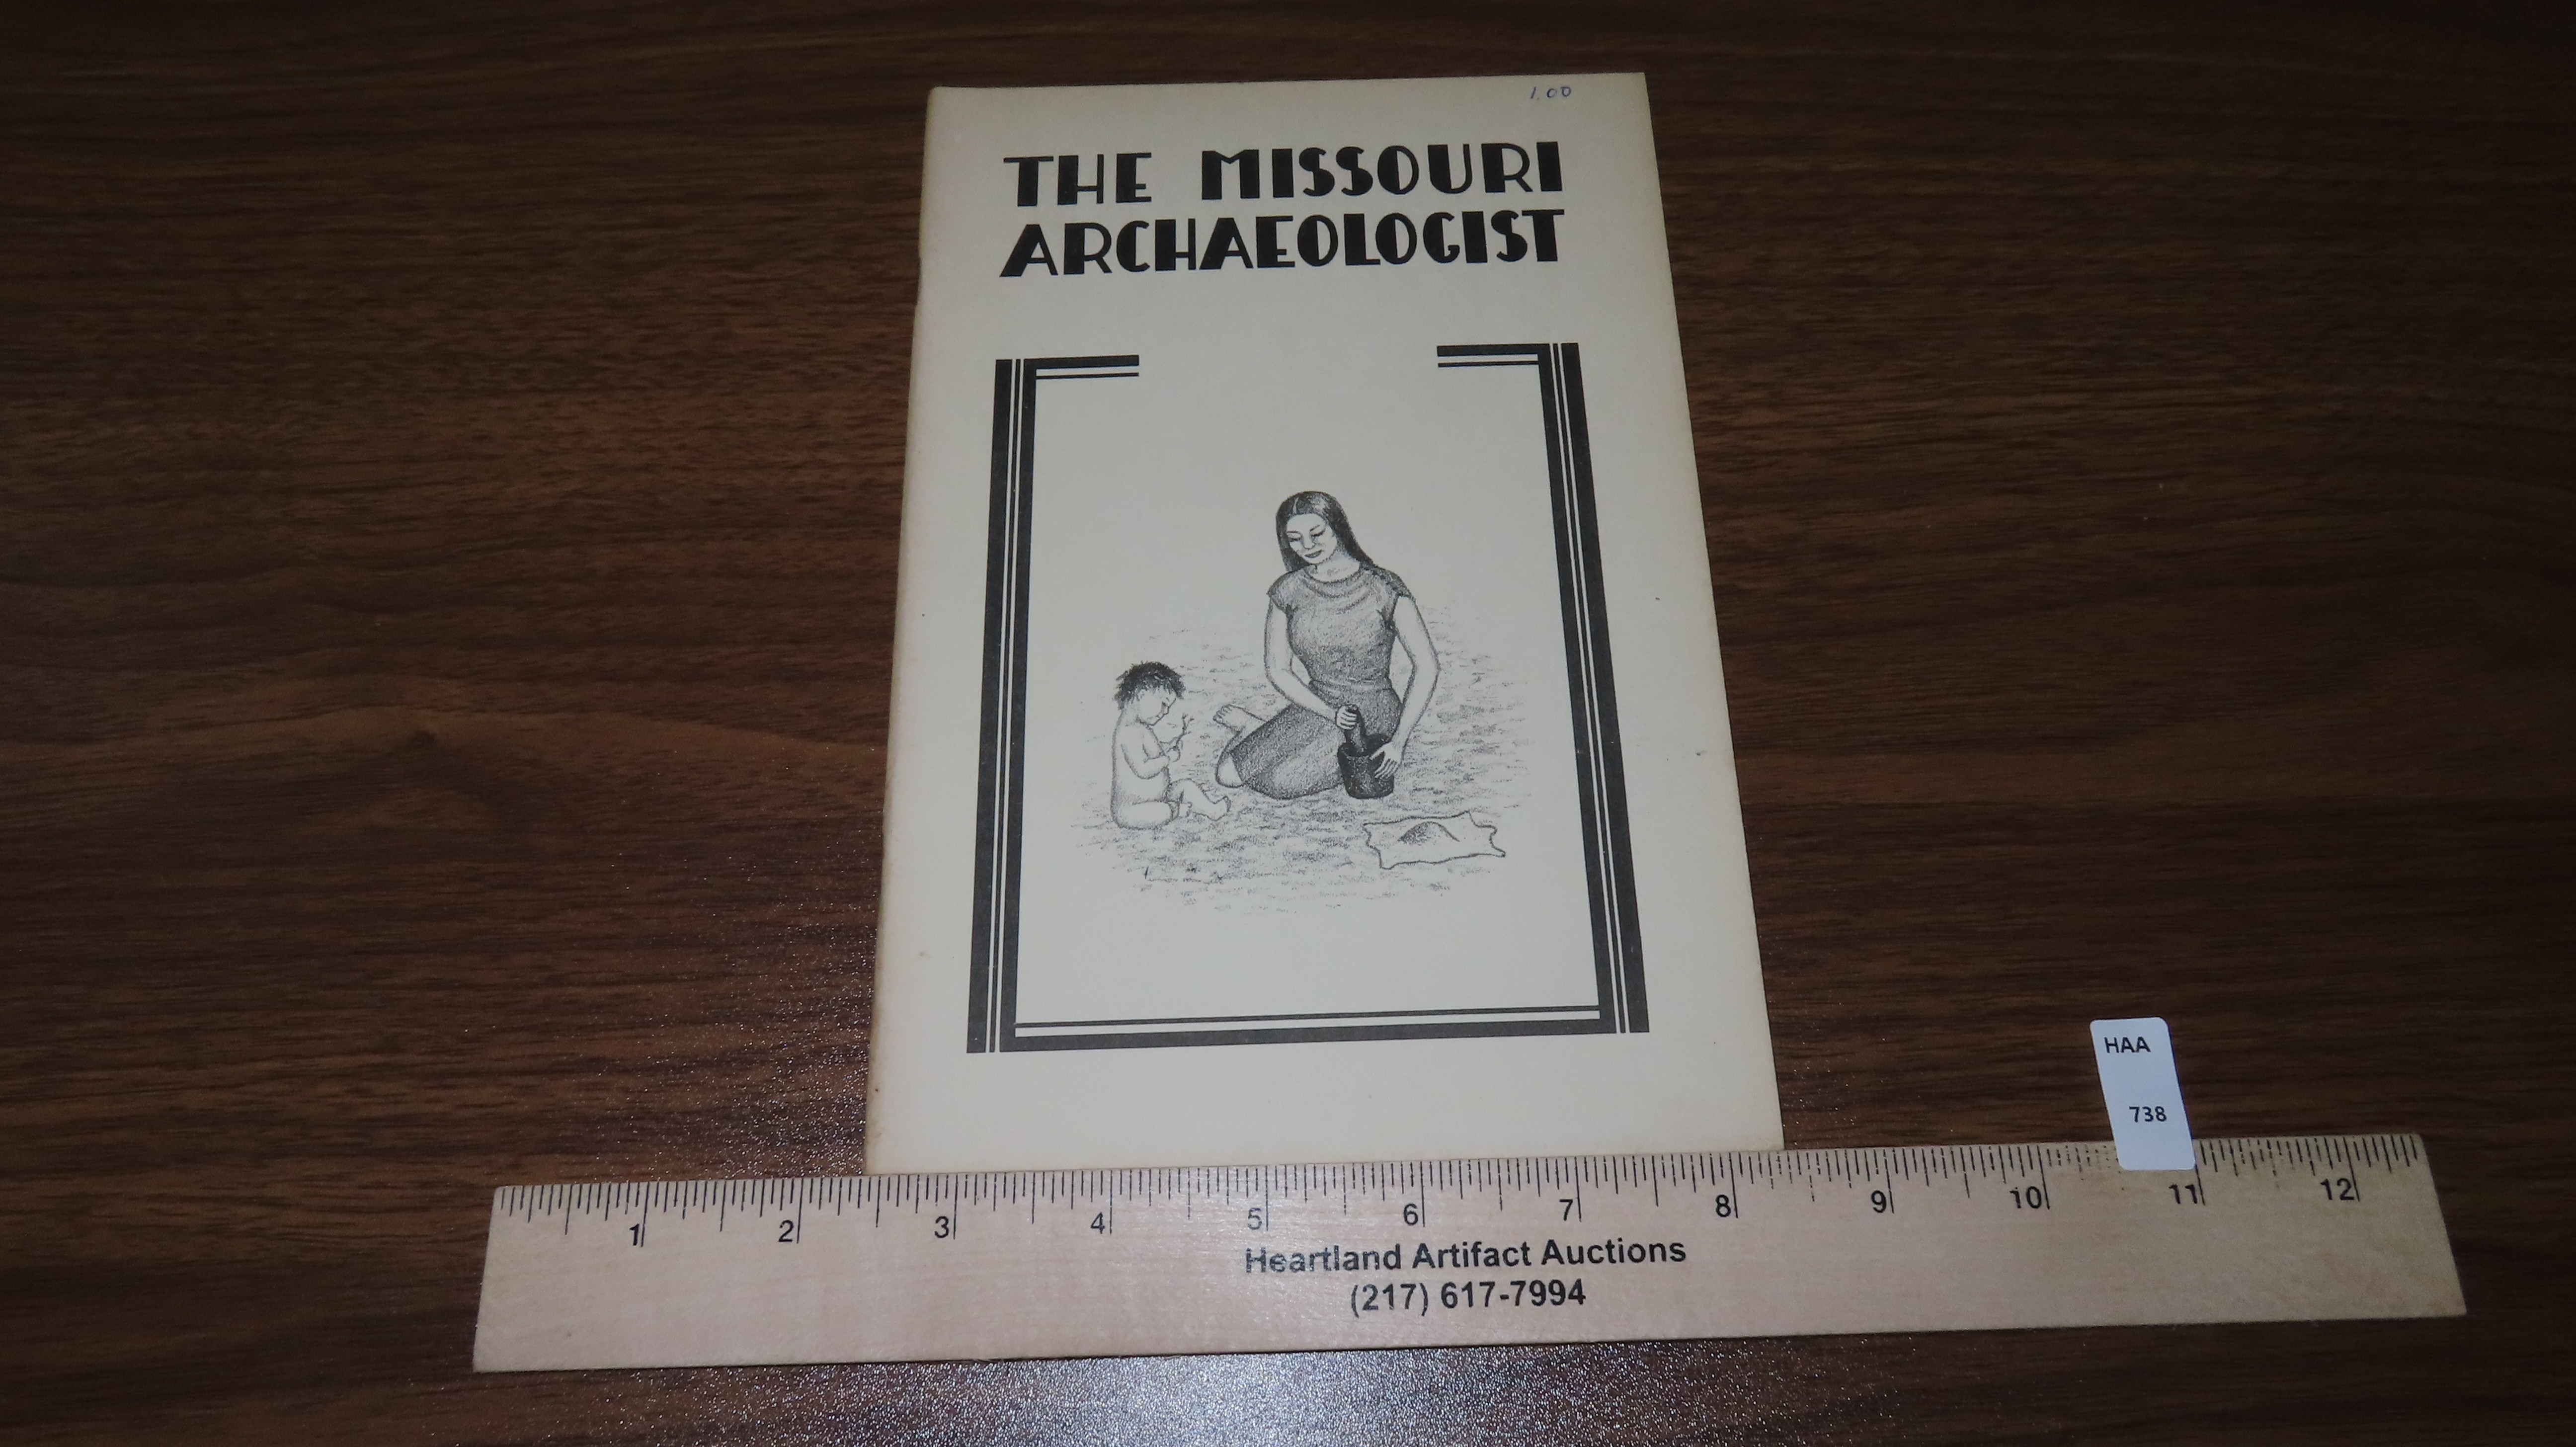 1.00
THE MISSOURI
ARCHAEOLOGIST
HAA
738
1 2 3 4 5 6 7 8 9 10 11 12
Heartland Artifact Auctions
(217) 617-7994